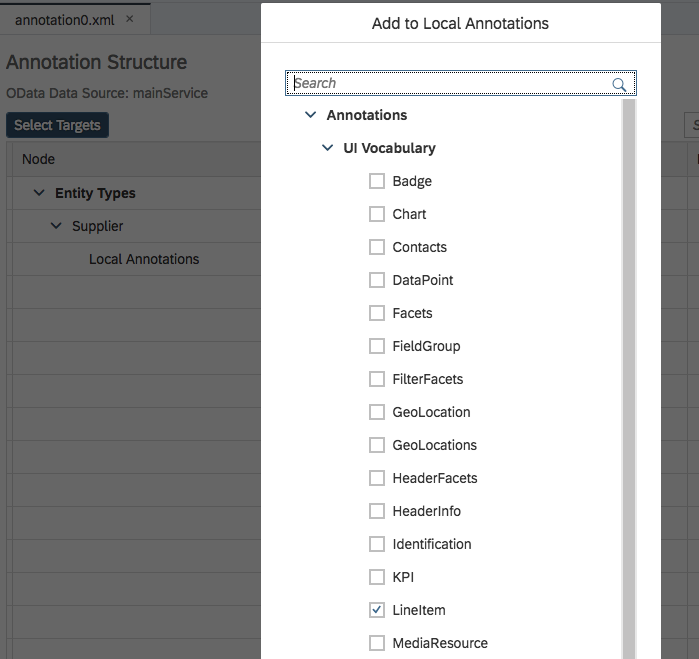 annotation0.xml ×
Add to Local Annotations
Annotation Structure
OData Data Source: mainService
Search
Select Targets
Annotations
Node
UI Vocabulary
Entity Types
Badge
Supplier
Chart
Contacts
Local Annotations
DataPoint
Facets
FieldGroup
FilterFacets
GeoLocation
GeoLocations
HeaderFacets
HeaderInfo
Identification
KPI
LineItem
MediaResource